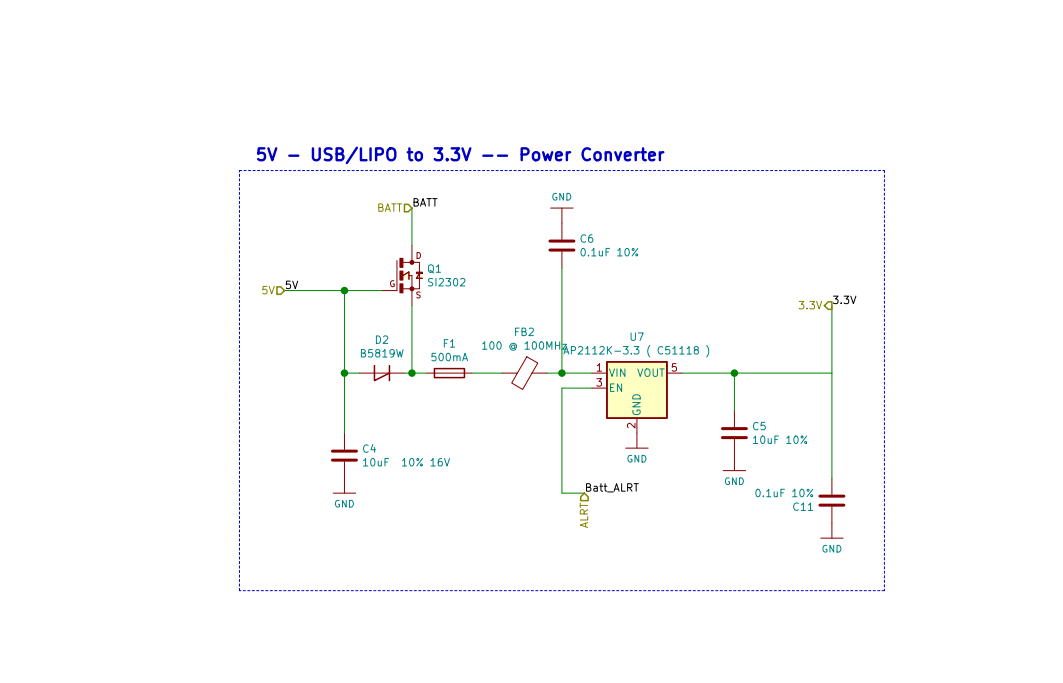 5V - USB/LIPO to 3.3V -- Power Converter
BATT BATT
GND
C6
0.1uF 10%
D
G
S
Q1
SI2302
5V 5V
3.3V 3.3V
D2
B5819W
F1
500mA
FB2
100 @ 100MHz
U7
AP2112K-3.3 ( C51118 )
1 VIN VOUT 5
3 EN
GND
2
GND
C4
10uF 10% 16V
GND
C5
10uF 10%
GND
Batt_ALRT
ALRT
0.1uF 10%
C11
GND